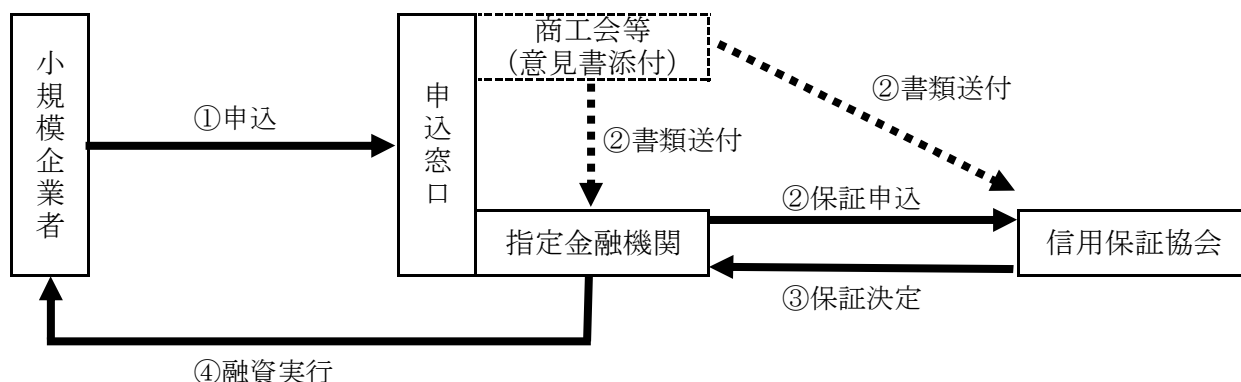 小規模企業者
①申込
申込窓口
商工会等
(意見書添付)
②書類送付
②書類送付
指定金融機関
②保証申込
③保証決定
信用保証協会
④融資実行